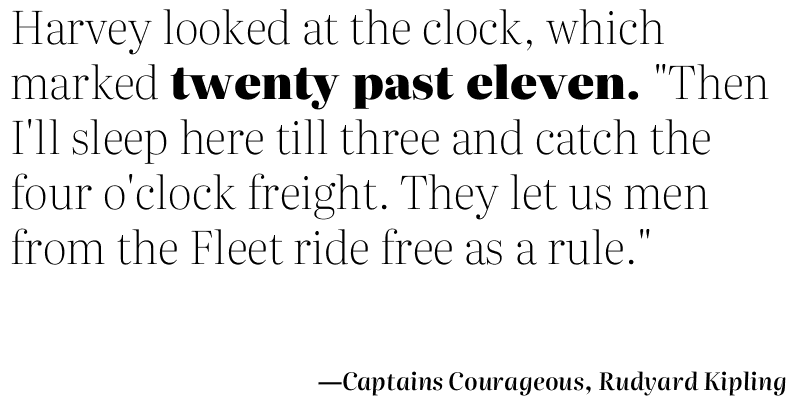 Harvey looked at the clock, which
marked twenty past eleven. "Then
I'll sleep here till three and catch the
four o'clock freight. They let us men
from the Fleet ride free as a rule."
—Captains Courageous, Rudyard Kipling